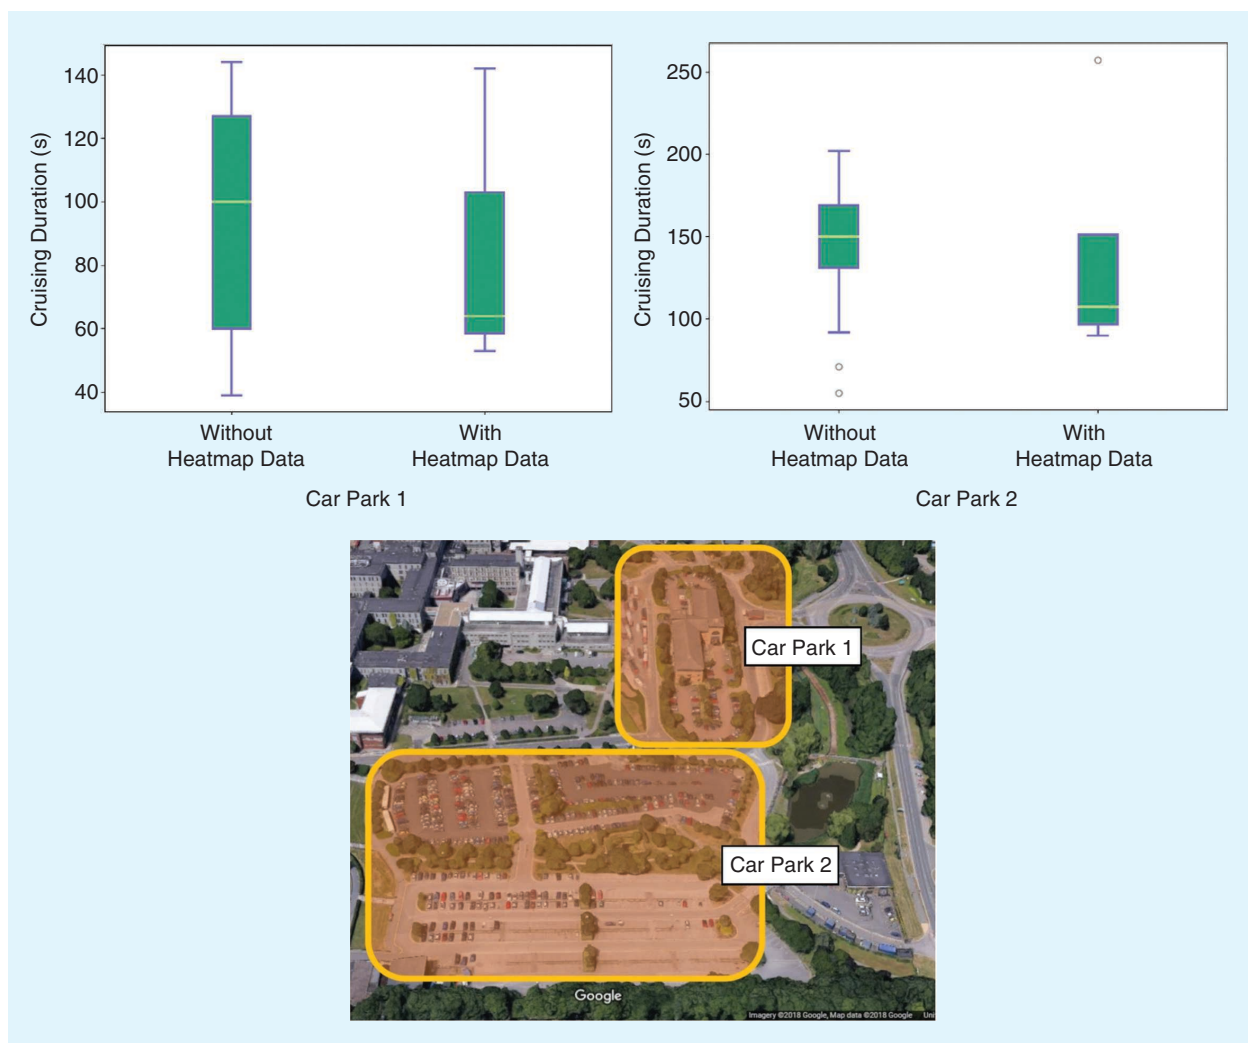 140
120
100
80
60
40
Cruising Duration (s)
Without
Heatmap Data
With
Heatmap Data
Car Park 1
250
200
150
100
50
Cruising Duration (s)
Without
Heatmap Data
With
Heatmap Data
Car Park 2
Car Park 1
Car Park 2
Google
Imagery ©2018 Google, Map data ©2018 Google Uni